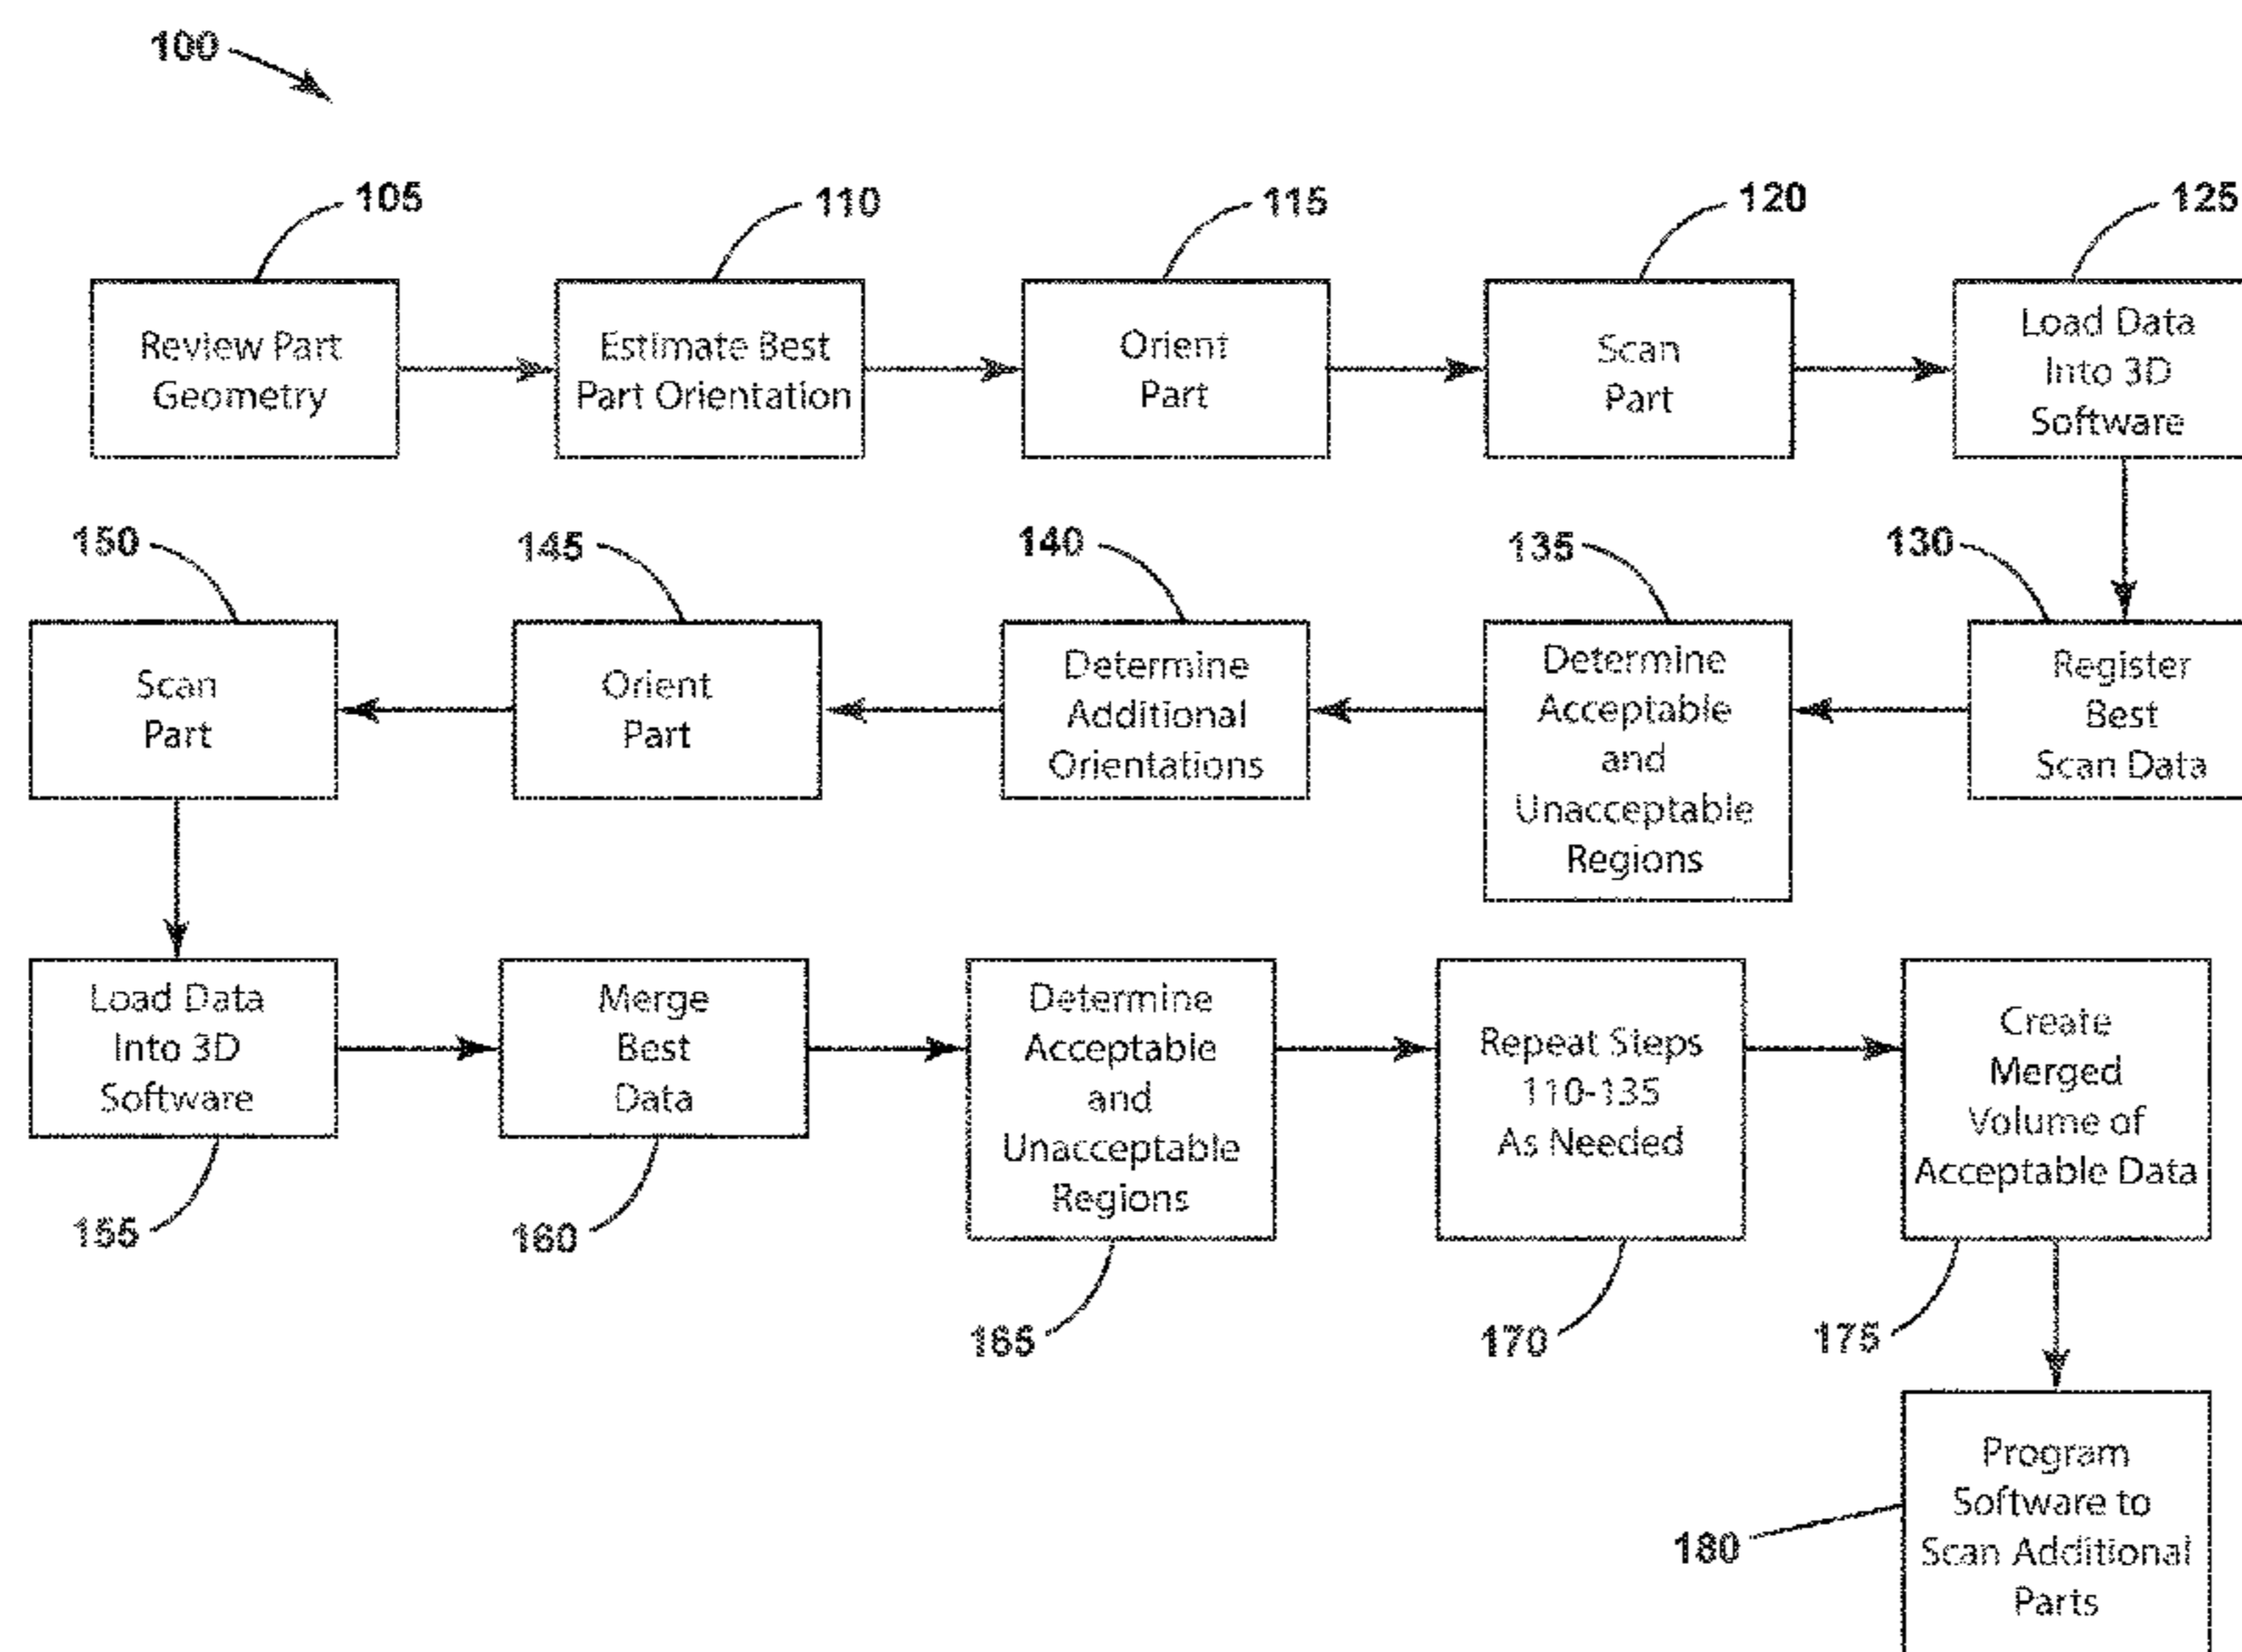 100
105
110
115
120
125
Review Part
Geometry
Estimate Best
Part Orientation
Orient
Part
Scan
Part
Load Data
Into 3D
Software
150
145
140
135
130
Scan
Part
Orient
Part
Determine
Additional
Orientations
Determine
Acceptable
and
Unacceptable
Regions
Register
Best
Scan Data
Load Data
Into 3D
Software
Merge
Best
Data
Determine
Acceptable
and
Unacceptable
Regions
Repeat Steps
110-135
As Needed
Create
Merged
Volume of
Acceptable Data
155
160
165
170
175
Program
Software to
Scan Additional
Parts
180